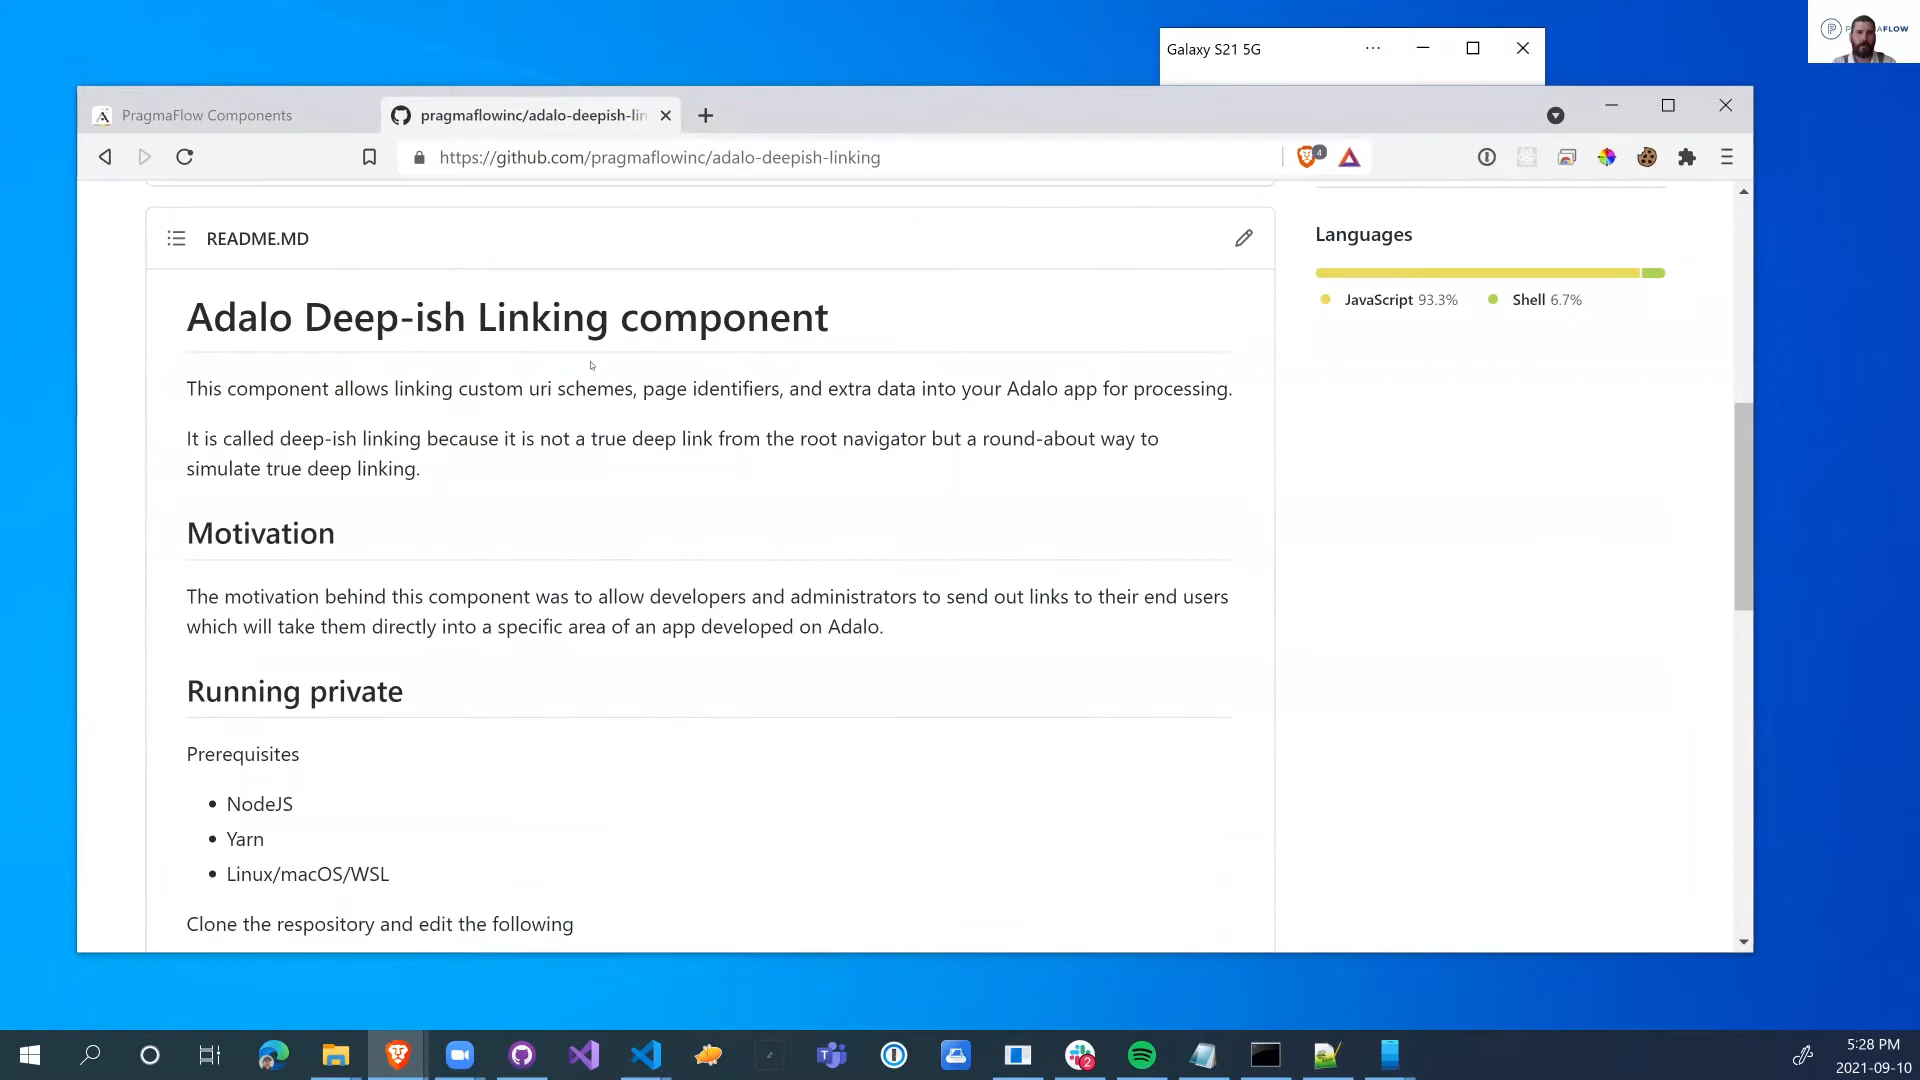 Galaxy S21 5G
FLOW
PragmaFlow Components
pragmaflowinc/adalo-deepish-lin
https://github.com/pragmaflowinc/adalo-deepish-linking
4
README.MD
Languages
JavaScript 93.3%
Shell 6.7%
Adalo Deep-ish Linking component
This component allows linking custom uri schemes, page identifiers, and extra data into your Adalo app for processing.
It is called deep-ish linking because it is not a true deep link from the root navigator but a round-about way to
simulate true deep linking.
Motivation
The motivation behind this component was to allow developers and administrators to send out links to their end users
which will take them directly into a specific area of an app developed on Adalo.
Running private
Prerequisites
• NodeJS
• Yarn
• Linux/macOS/WSL
Clone the respository and edit the following
2
5:28 PM
2021-09-10